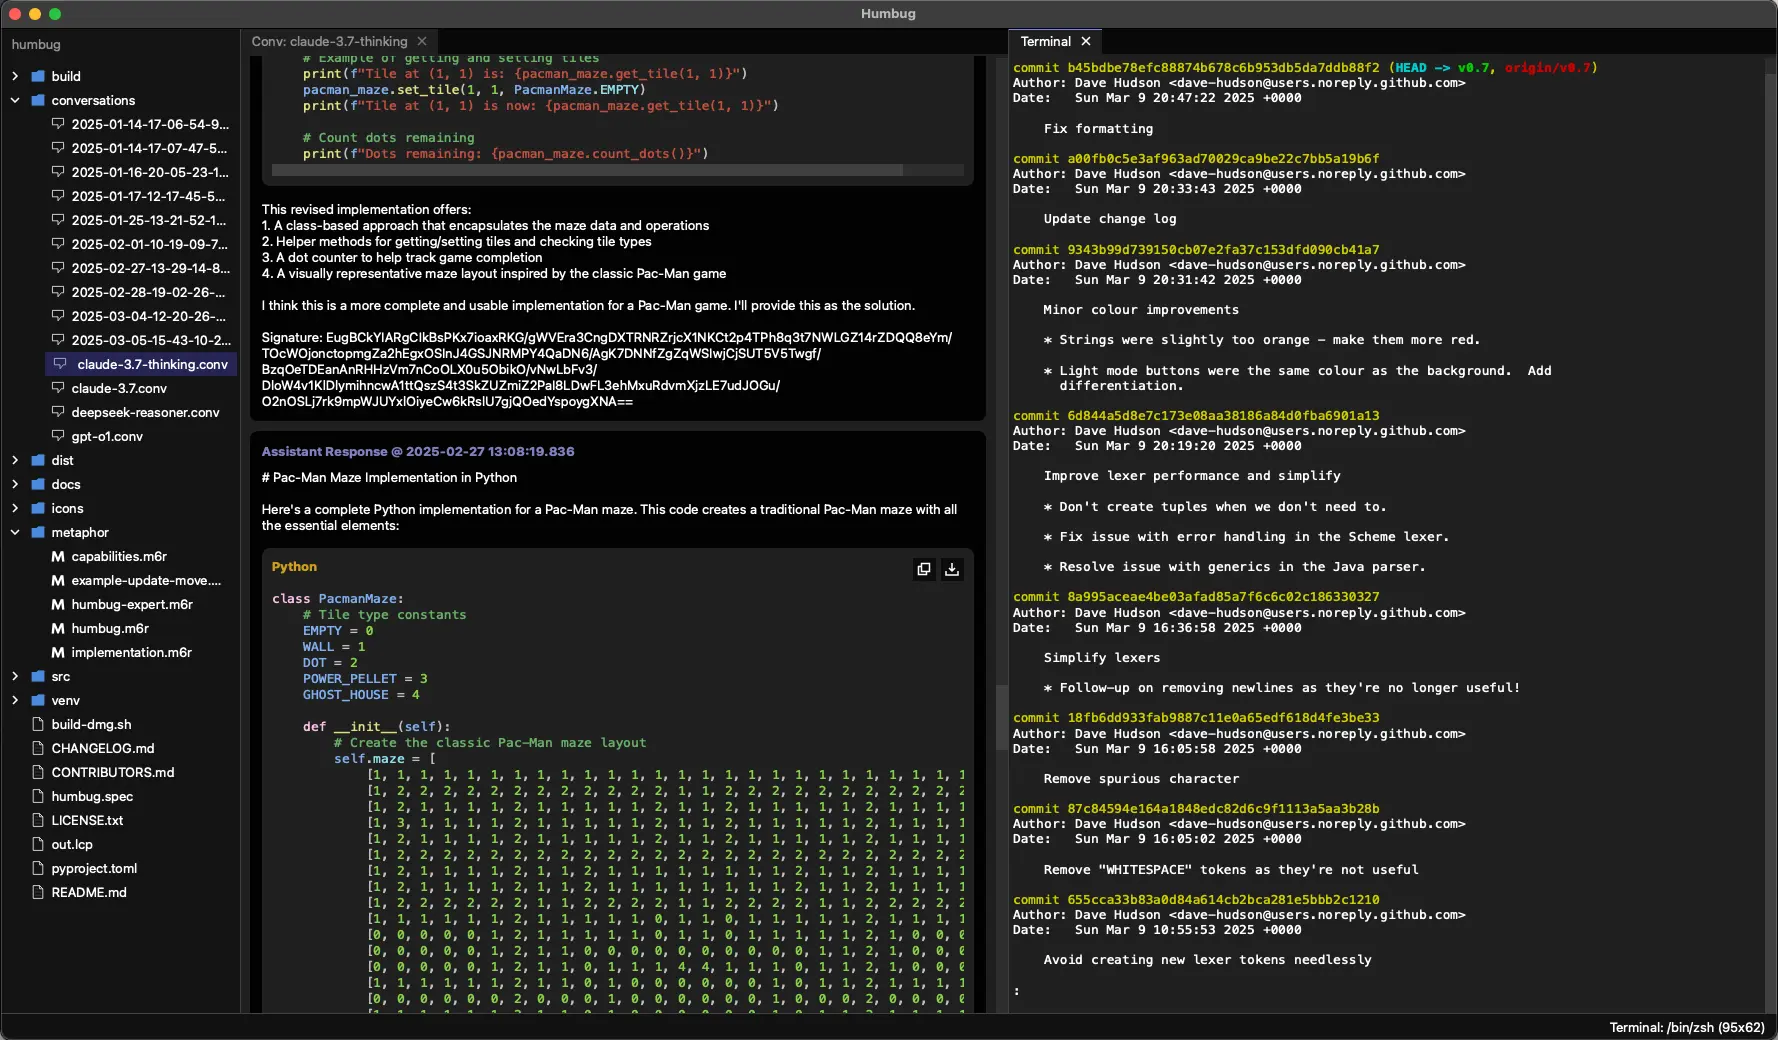 Humbug
humbug
build
conversations
2025-01-14-17-06-54-9...
2025-01-14-17-07-47-5...
2025-01-16-20-05-23-1...
2025-01-17-12-17-45-5...
2025-01-25-13-21-52-1...
2025-02-01-10-19-09-7...
2025-02-27-13-29-14-8...
2025-02-28-19-02-26-...
2025-03-04-12-20-26-...
2025-03-05-15-43-10-2...
claude-3.7-thinking.conv
claude-3.7.conv
deepseek-reasoner.conv
gpt-o1.conv
dist
docs
icons
metaphor
M capabilities.m6r
M example-update-move....
M humbug-expert.m6r
M humbug.m6r
M implementation.m6r
src
venv
build-dmg.sh
CHANGELOG.md
CONTRIBUTORS.md
humbug.spec
LICENSE.txt
out.lcp
pyproject.toml
README.md
Conv: claude-3.7-thinking
# Example of getting and setting tiles
print(f"Tile at (1, 1) is: {pacman_maze.get_tile(1, 1)}")
pacman_maze.set_tile(1, 1, PacmanMaze.EMPTY)
print(f"Tile at (1, 1) is now: {pacman_maze.get_tile(1, 1)}")
# Count dots remaining
print(f"Dots remaining: {pacman_maze.count_dots()}")
This revised implementation offers:
1. A class-based approach that encapsulates the maze data and operations
2. Helper methods for getting/setting tiles and checking tile types
3. A dot counter to help track game completion
4. A visually representative maze layout inspired by the classic Pac-Man game
I think this is a more complete and usable implementation for a Pac-Man game. I'll provide this as the solution.
Signature:
Assistant Response @ 2025-02-27 13:08:19.836
# Pac-Man Maze Implementation in Python
Here's a complete Python implementation for a Pac-Man maze. This code creates a traditional Pac-Man maze with all
the essential elements:
Python
class PacmanMaze:
# Tile type constants
EMPTY = 0
WALL = 1
DOT = 2
POWER_PELLET = 3
GHOST_HOUSE = 4
def __init__(self):
# Create the classic Pac-Man maze layout
self.maze = [
[1, 1, 1, 1, 1, 1, 1, 1, 1, 1, 1, 1, 1, 1, 1, 1, 1, 1, 1, 1, 1, 1, 1, 1, 1, 1
[1, 2, 2, 2, 2, 2, 2, 2, 2, 2, 2, 2, 2, 1, 1, 2, 2, 2, 2, 2, 2, 2, 2, 2, 2, 2
[1, 2, 1, 1, 1, 1, 2, 1, 1, 1, 1, 1, 2, 1, 1, 2, 1, 1, 1, 1, 1, 2, 1, 1, 1, 1
[1, 3, 1, 1, 1, 1, 2, 1, 1, 1, 1, 1, 2, 1, 1, 2, 1, 1, 1, 1, 1, 2, 1, 1, 1, 1
[1, 2, 1, 1, 1, 1, 2, 1, 1, 1, 1, 1, 2, 1, 1, 2, 1, 1, 1, 1, 1, 2, 1, 1, 1, 1
[1, 2, 2, 2, 2, 2, 2, 2, 2, 2, 2, 2, 2, 2, 2, 2, 2, 2, 2, 2, 2, 2, 2, 2, 2, 2
[1, 2, 1, 1, 1, 1, 2, 1, 1, 2, 1, 1, 1, 1, 1, 1, 1, 1, 2, 1, 1, 2, 1, 1, 1, 1
[1, 2, 1, 1, 1, 1, 2, 1, 1, 2, 1, 1, 1, 1, 1, 1, 1, 1, 2, 1, 1, 2, 1, 1, 1, 1
[1, 2, 2, 2, 2, 2, 2, 1, 1, 2, 2, 2, 2, 1, 1, 2, 2, 2, 2, 1, 1, 2, 2, 2, 2, 2
[1, 1, 1, 1, 1, 1, 2, 1, 1, 1, 1, 1, 0, 1, 1, 0, 1, 1, 1, 1, 1, 2, 1, 1, 1, 1
[0, 0, 0, 0, 0, 1, 2, 1, 1, 1, 1, 1, 0, 1, 1, 0, 1, 1, 1, 1, 1, 2, 1, 0, 0, 0
[0, 0, 0, 0, 0, 1, 2, 1, 1, 0, 0, 0, 0, 0, 0, 0, 0, 0, 0, 1, 1, 2, 1, 0, 0, 0
[0, 0, 0, 0, 0, 1, 2, 1, 1, 0, 1, 1, 1, 4, 4, 1, 1, 1, 0, 1, 1, 2, 1, 0, 0, 0
[1, 1, 1, 1, 1, 1, 2, 1, 1, 0, 1, 0, 0, 0, 0, 0, 0, 1, 0, 1, 1, 2, 1, 1, 1, 1
[0, 0, 0, 0, 0, 0, 2, 0, 0, 0, 1, 0, 0, 0, 0, 0, 0, 1, 0, 0, 0, 2, 0, 0, 0, 0
Terminal
commit b45bdbe78efc88874b678c6b953db5da7ddb88f2 (HEAD -> v0.7, origin/v0.7)
Author: Dave Hudson <dave-hudson@users.noreply.github.com>
Date: Sun Mar 9 20:47:22 2025 +0000
Fix formatting
commit a00fb0c5e3af963ad70029ca9be22c7bb5a19b6f
Author: Dave Hudson <dave-hudson@users.noreply.github.com>
Date: Sun Mar 9 20:33:43 2025 +0000
Update change log
commit 9343b99d739150cb07e2fa37c153dfd090cb41a7
Author: Dave Hudson <dave-hudson@users.noreply.github.com>
Date: Sun Mar 9 20:31:42 2025 +0000
Minor colour improvements
* Strings were slightly too orange – make them more red.
* Light mode buttons were the same colour as the background. Add
differentiation.
commit 6d844a5d8e7c173e08aa38186a84d0fba6901a13
Author: Dave Hudson <dave-hudson@users.noreply.github.com>
Date: Sun Mar 9 20:19:20 2025 +0000
Improve lexer performance and simplify
* Don't create tuples when we don't need to.
* Fix issue with error handling in the Scheme lexer.
* Resolve issue with generics in the Java parser.
commit 8a995aceae4be03afad85a7f6c6c02c186330327
Author: Dave Hudson <dave-hudson@users.noreply.github.com>
Date: Sun Mar 9 16:36:58 2025 +0000
Simplify lexers
* Follow-up on removing newlines as they're no longer useful!
commit 18fb6dd933fab9887c11e0a65edf618d4fe3be33
Author: Dave Hudson <dave-hudson@users.noreply.github.com>
Date: Sun Mar 9 16:05:58 2025 +0000
Remove spurious character
commit 87c84594e164a1848edc82d6c9f1113a5aa3b28b
Author: Dave Hudson <dave-hudson@users.noreply.github.com>
Date: Sun Mar 9 16:05:02 2025 +0000
Remove "WHITESPACE" tokens as they're not useful
commit 655cca33b83a0d84a614cb2bca281e5bbb2c1210
Author: Dave Hudson <dave-hudson@users.noreply.github.com>
Date: Sun Mar 9 10:55:53 2025 +0000
Avoid creating new lexer tokens needlessly
:
Terminal: /bin/zsh (95x62)